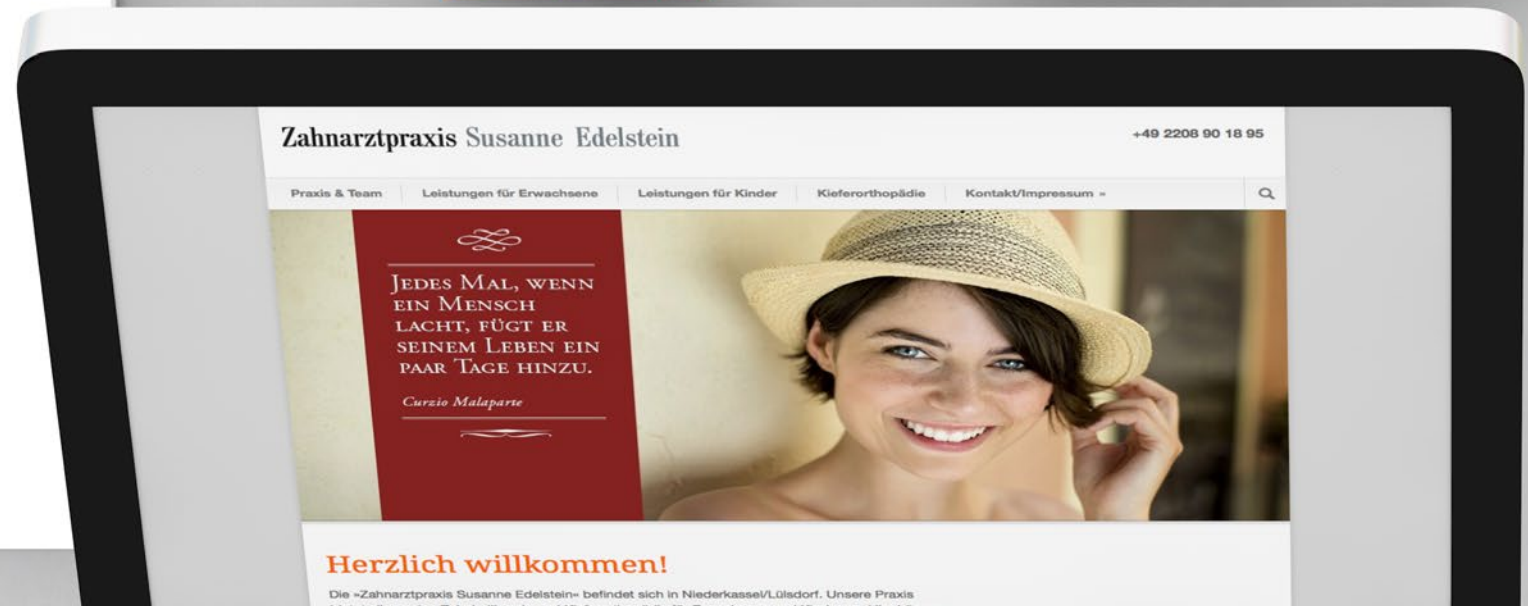 Zahnarztpraxis Susanne Edelstein
+49 2208 90 18 95
Praxis & Team
Leistungen für Erwachsene
Leistungen für Kinder
Kieferorthopädie
Kontakt/Impressum »
JEDES MAL, WENN
EIN MENSCH
LACHT, FÜGT ER
SEINEM LEBEN EIN
PAAR TAGE HINZU.
Curzio Malaparte
Herzlich willkommen!
Die »Zahnarztpraxis Susanne Edelstein« befindet sich in Niederkassel/Lülsdorf. Unsere Praxis